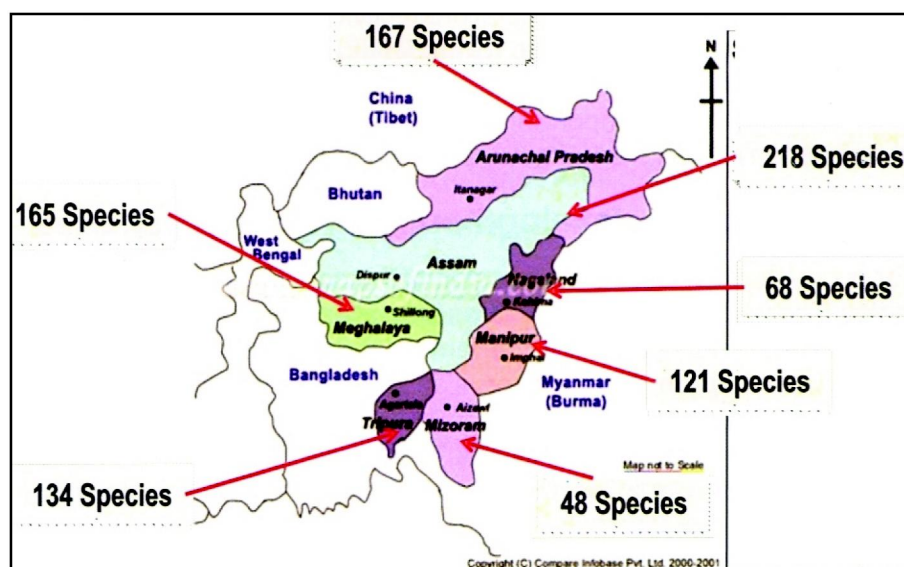 167 Species
N
China
(Tibet)
Arunachal Pradesh
218 Species
Itanagar
Bhutan
165 Species
West
Bengal
Assam
Dispur
Nagaland
68 Species
Kohima
Shillong
Meghalaya
Manipur
Imphal
Bangladesh
121 Species
Myanmar
(Burma)
Agartala
Aizawl
Tripura
Mizoram
Map not to Scale
134 Species
48 Species
Copyright (C) Compare Infobase Pvt. Ltd. 2000-2001